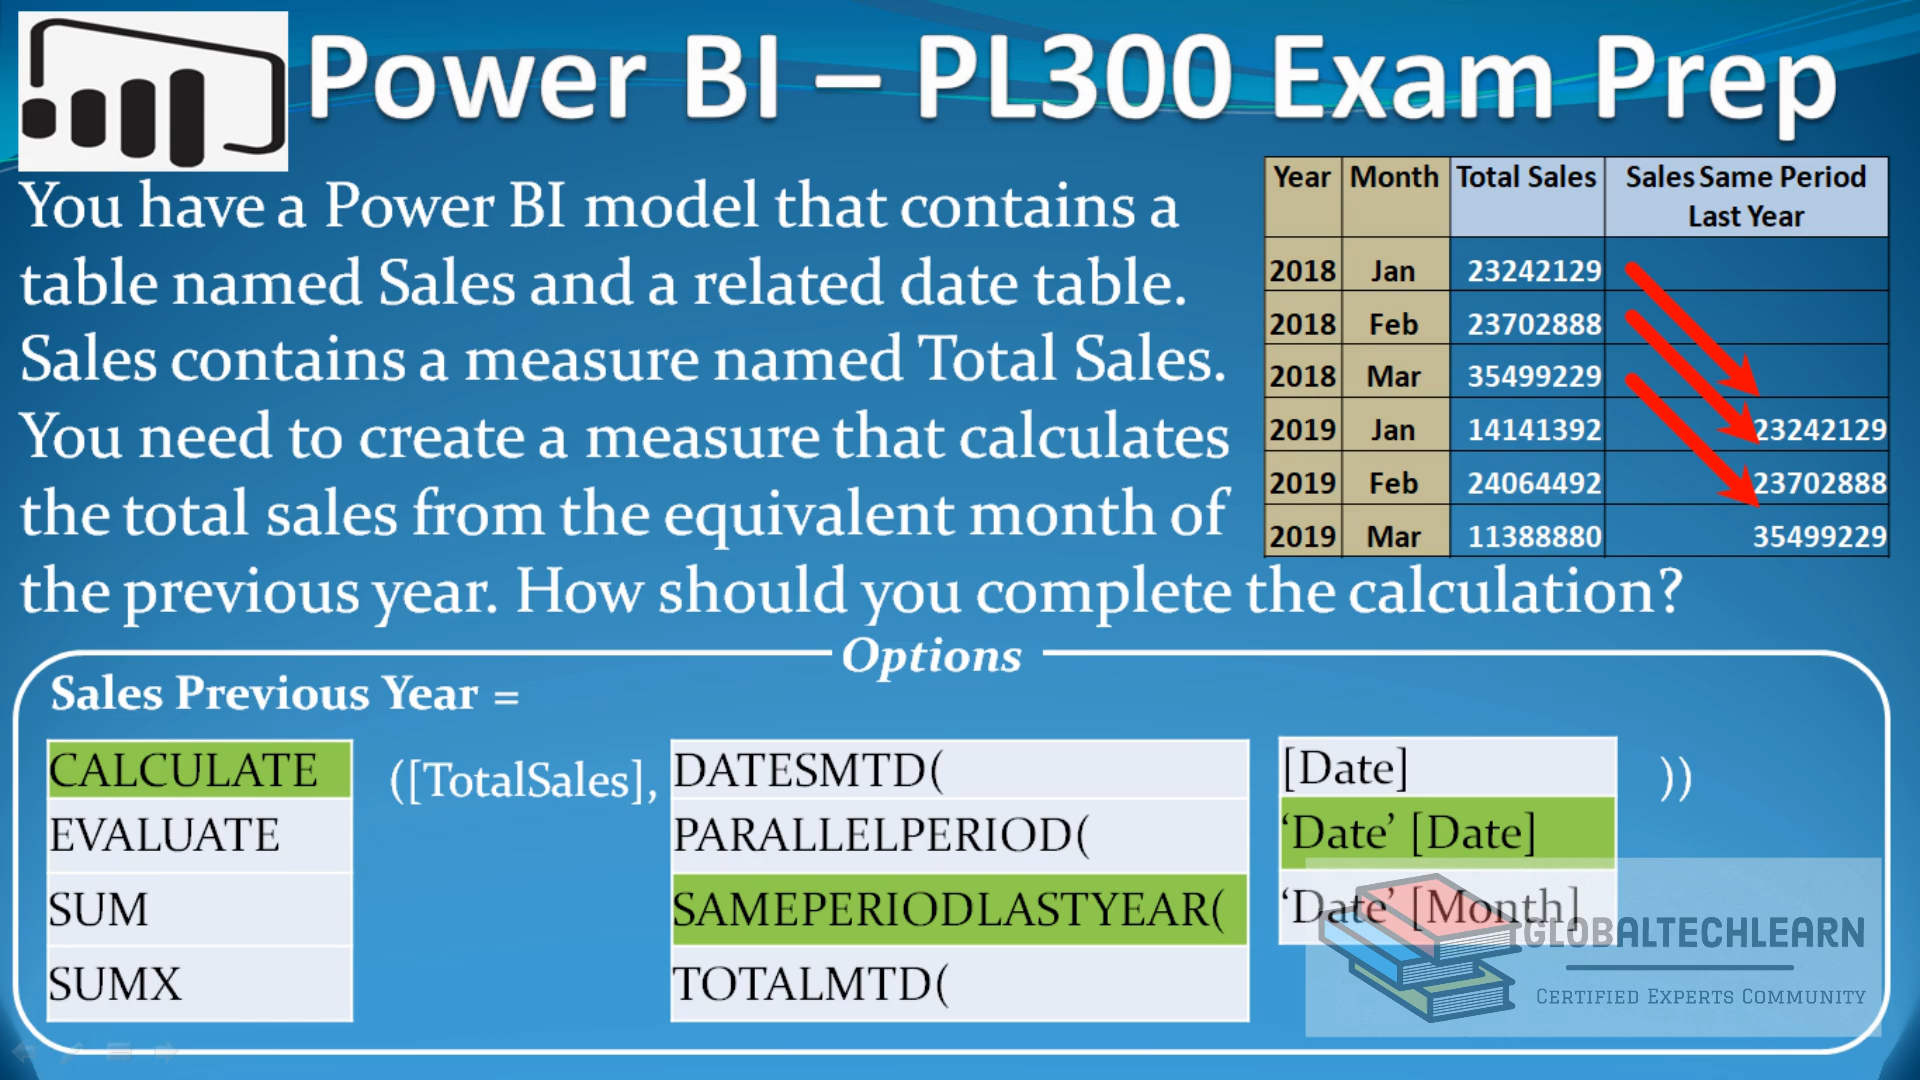 Power BI – PL300 Exam Prep
You have a Power BI model that contains a
table named Sales and a related date table.
Sales contains a measure named Total Sales.
You need to create a measure that calculates
the total sales from the equivalent month of
the previous year. How should you complete the calculation?
Year Month Total Sales Sales Same Period
Last Year
2018 Jan 23242129
2018 Feb 23702888
2018 Mar 35499229
2019 Jan 14141392 23242129
2019 Feb 24064492 23702888
2019 Mar 11388880 35499229
Options
Sales Previous Year =
CALCULATE
EVALUATE
SUM
SUMX
([TotalSales],
DATESMTD(
PARALLELPERIOD(
SAMEPERIODLASTYEAR(
TOTALMTD(
[Date]
‘Date’ [Date]
‘Date’ [Month]
))
GLOBALTECHLEARN
CERTIFIED EXPERTS COMMUNITY